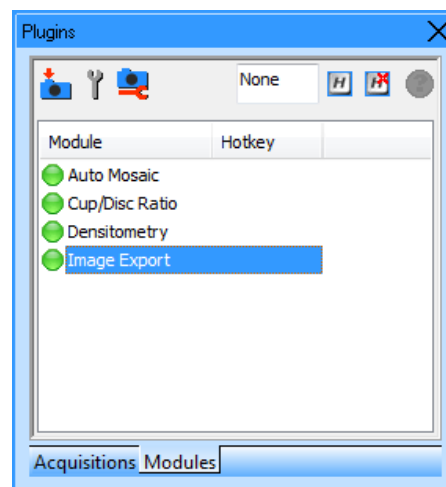 Plugins
None H H
Module Hotkey
Auto Mosaic
Cup/Disc Ratio
Densitometry
Image Export
Acquisitions Modules